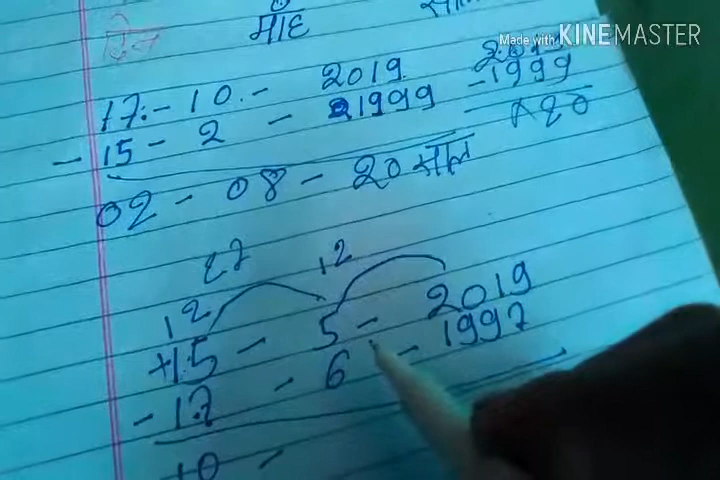 Made with KINEMASTER
दिन माह साल
17 - 10 - 2019 2019
- 15 - 2 - 1999 - 1999
02 - 08 - 20 साल 20
27 12
12
+15 - 5 - 2019
- 17 - 6 - 1997
10 -